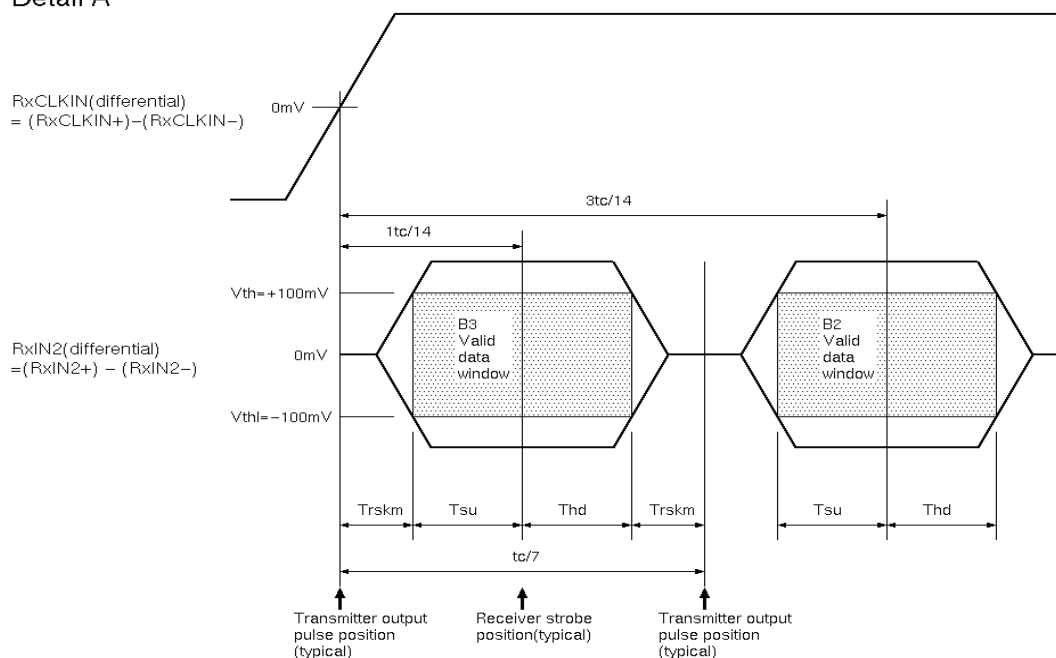 Detail A
RxCLKIN(differential)
= (RxCLKIN+)−(RxCLKIN−)
0mV
3tc/14
1tc/14
Vth=+100mV
B3
Valid
data
window
B2
Valid
data
window
RxIN2(differential)
=(RxIN2+) − (RxIN2−)
0mV
Vthl=−100mV
Trskm
Tsu
Thd
Trskm
Tsu
Thd
tc/7
Transmitter output
pulse position
(typical)
Receiver strobe
position(typical)
Transmitter output
pulse position
(typical)